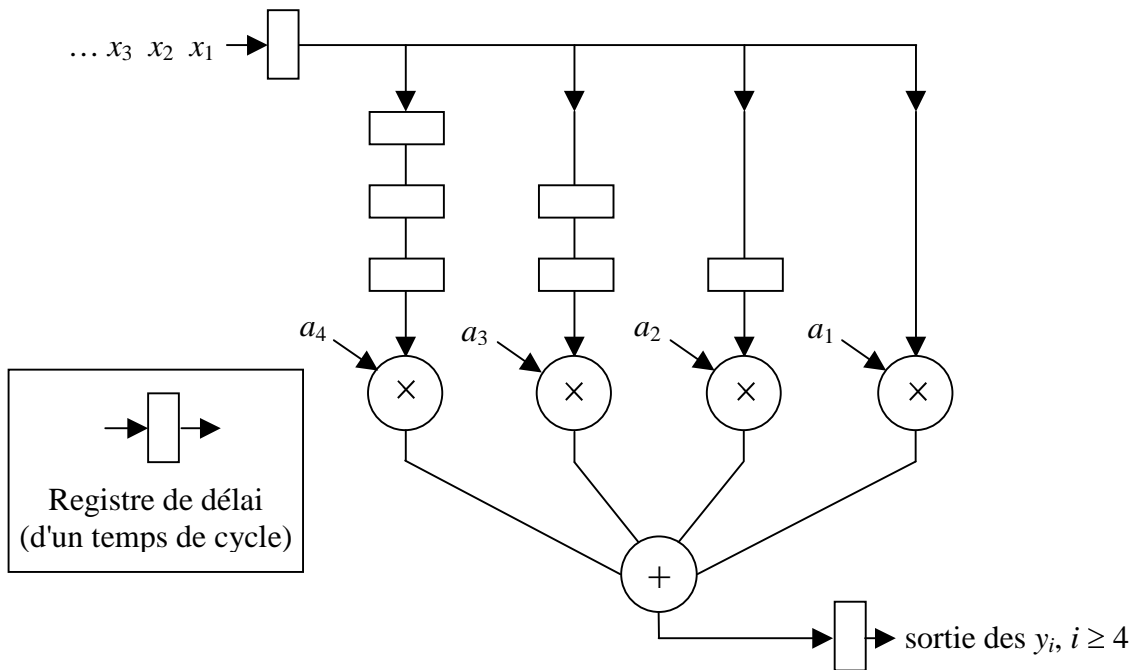 … x₃ x₂ x₁
a₄
a₃
a₂
a₁
×
×
×
×
Registre de délai
(d'un temps de cycle)
+
sortie des yᵢ, i ≥ 4